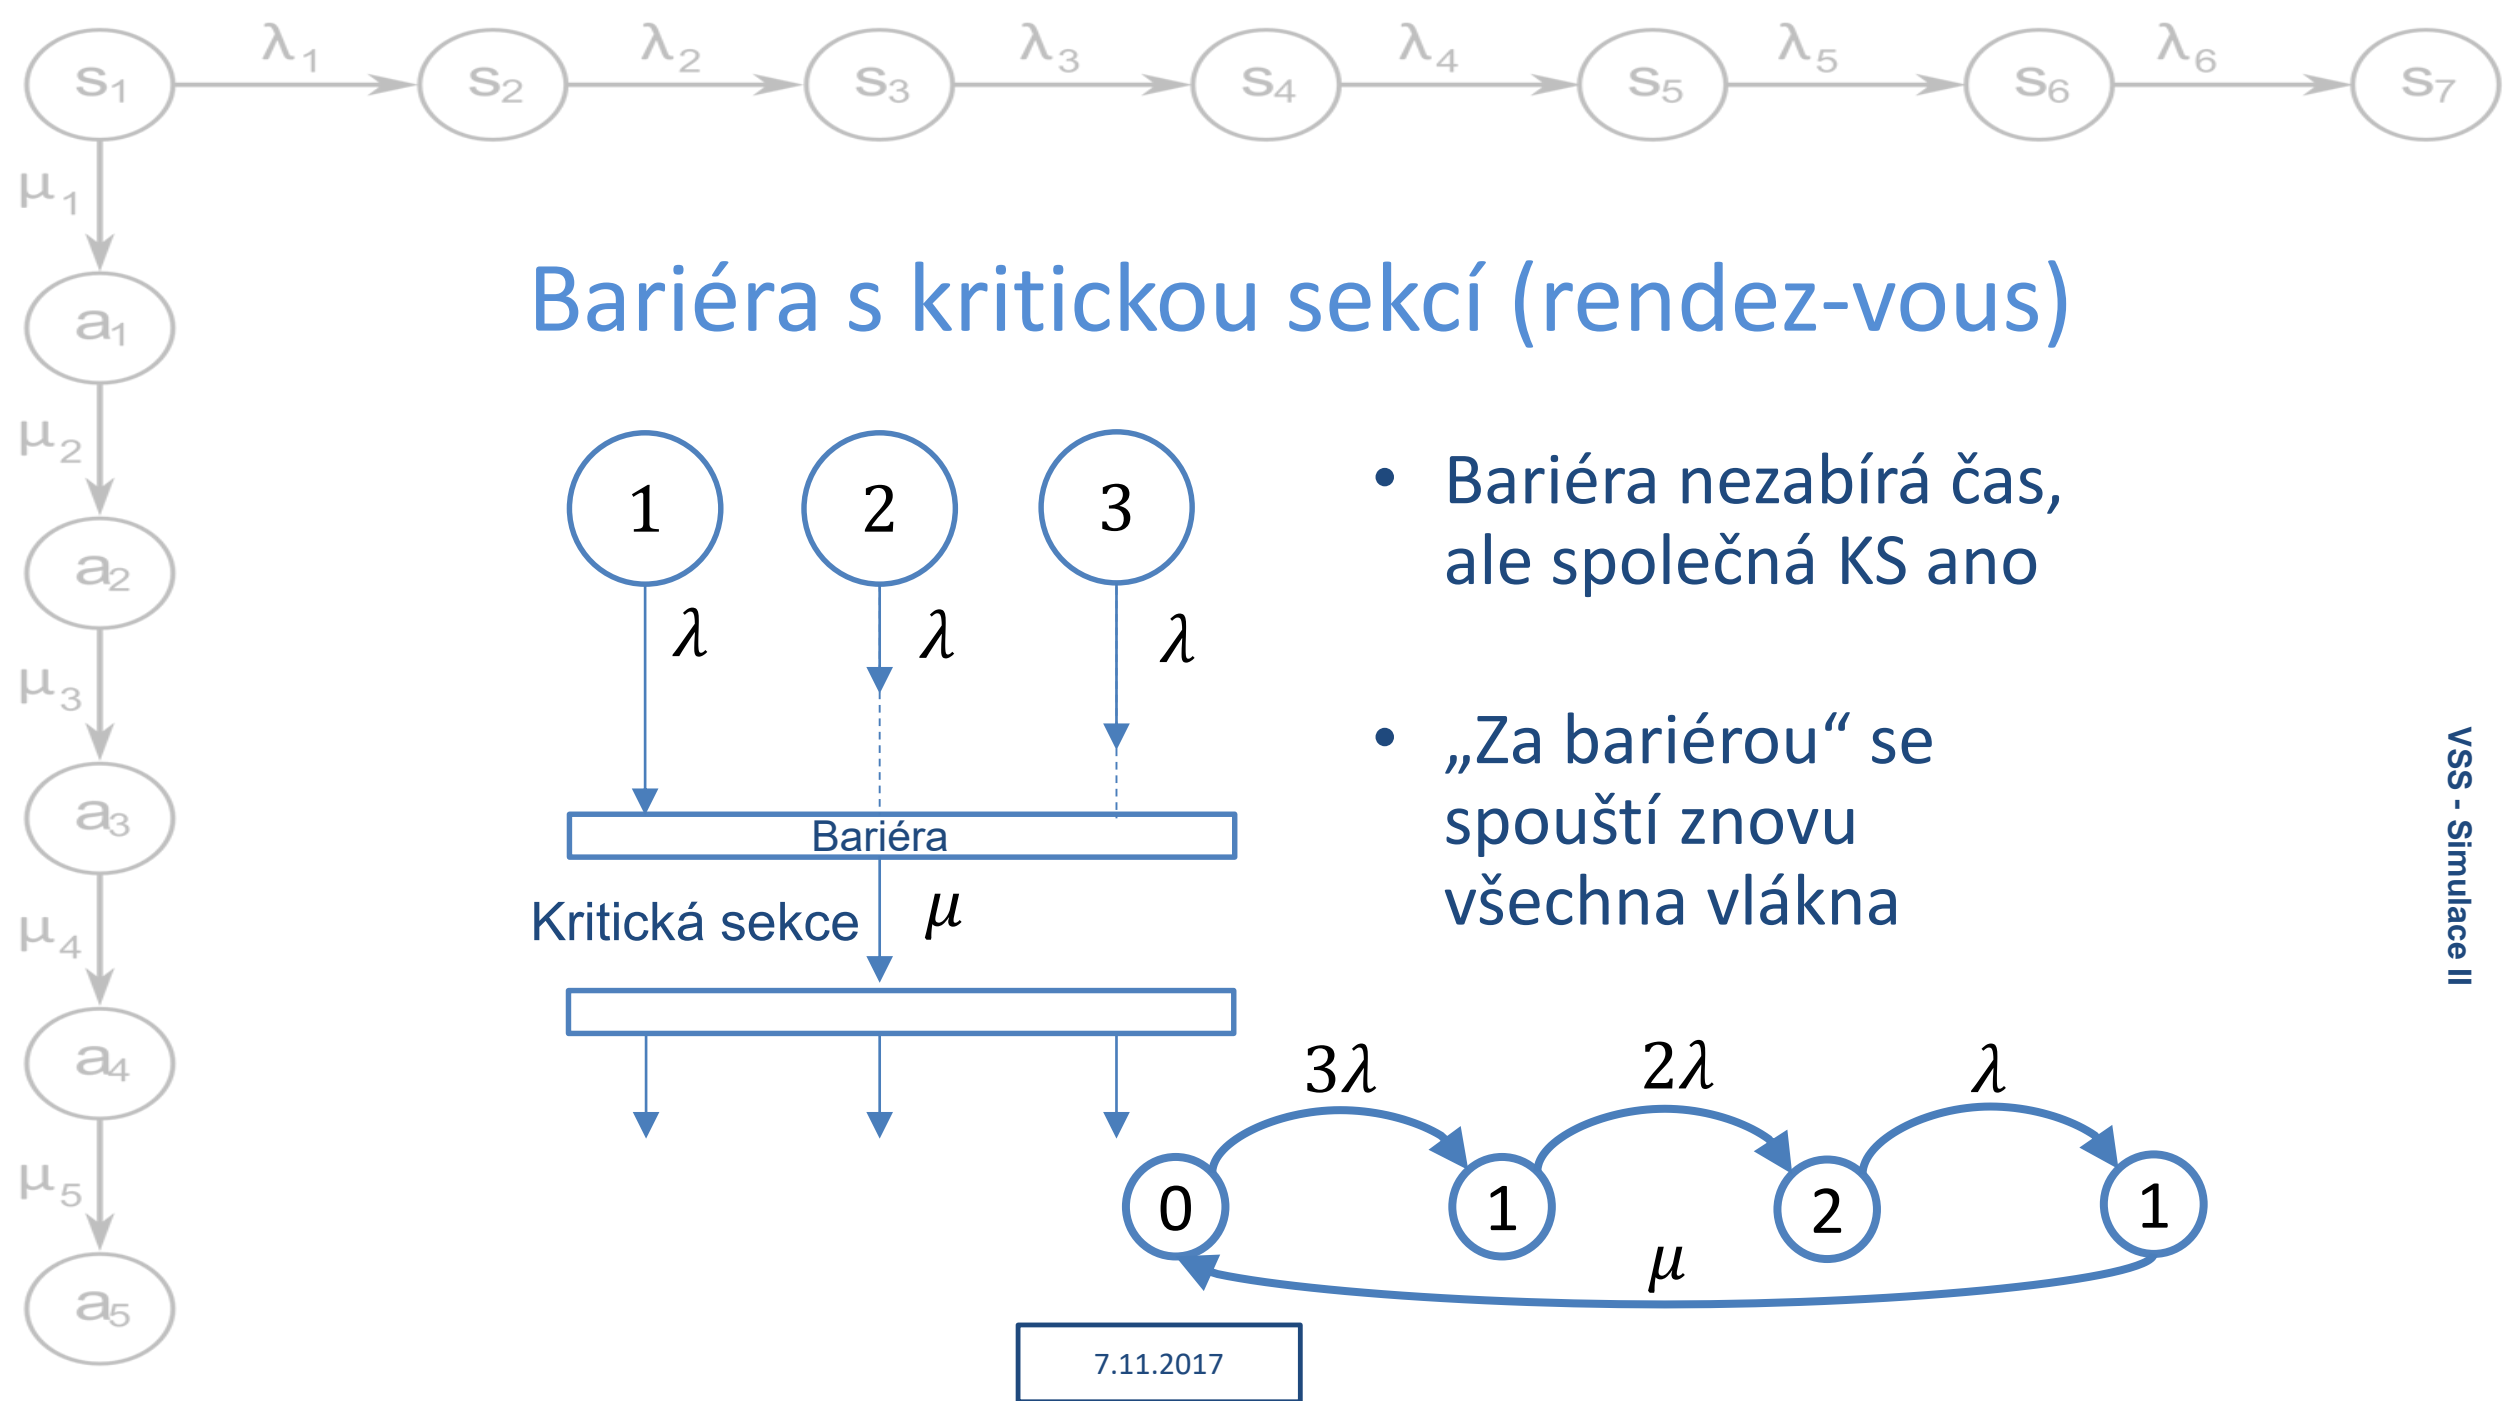 s1 λ1 s2 λ2 s3 λ3 s4 λ4 s5 λ5 s6 λ6 s7
μ1
a1
μ2
a2
μ3
a3
μ4
a4
μ5
a5
Bariéra s kritickou sekcí (rendez-vous)
1 2 3
λ λ λ
Bariéra
Kritická sekce μ
• Bariéra nezabírá čas,
ale společná KS ano
• „Za bariérou“ se
spouští znovu
všechna vlákna
3λ 2λ λ
0 1 2 1
μ
7.11.2017
VSS - Simulace II